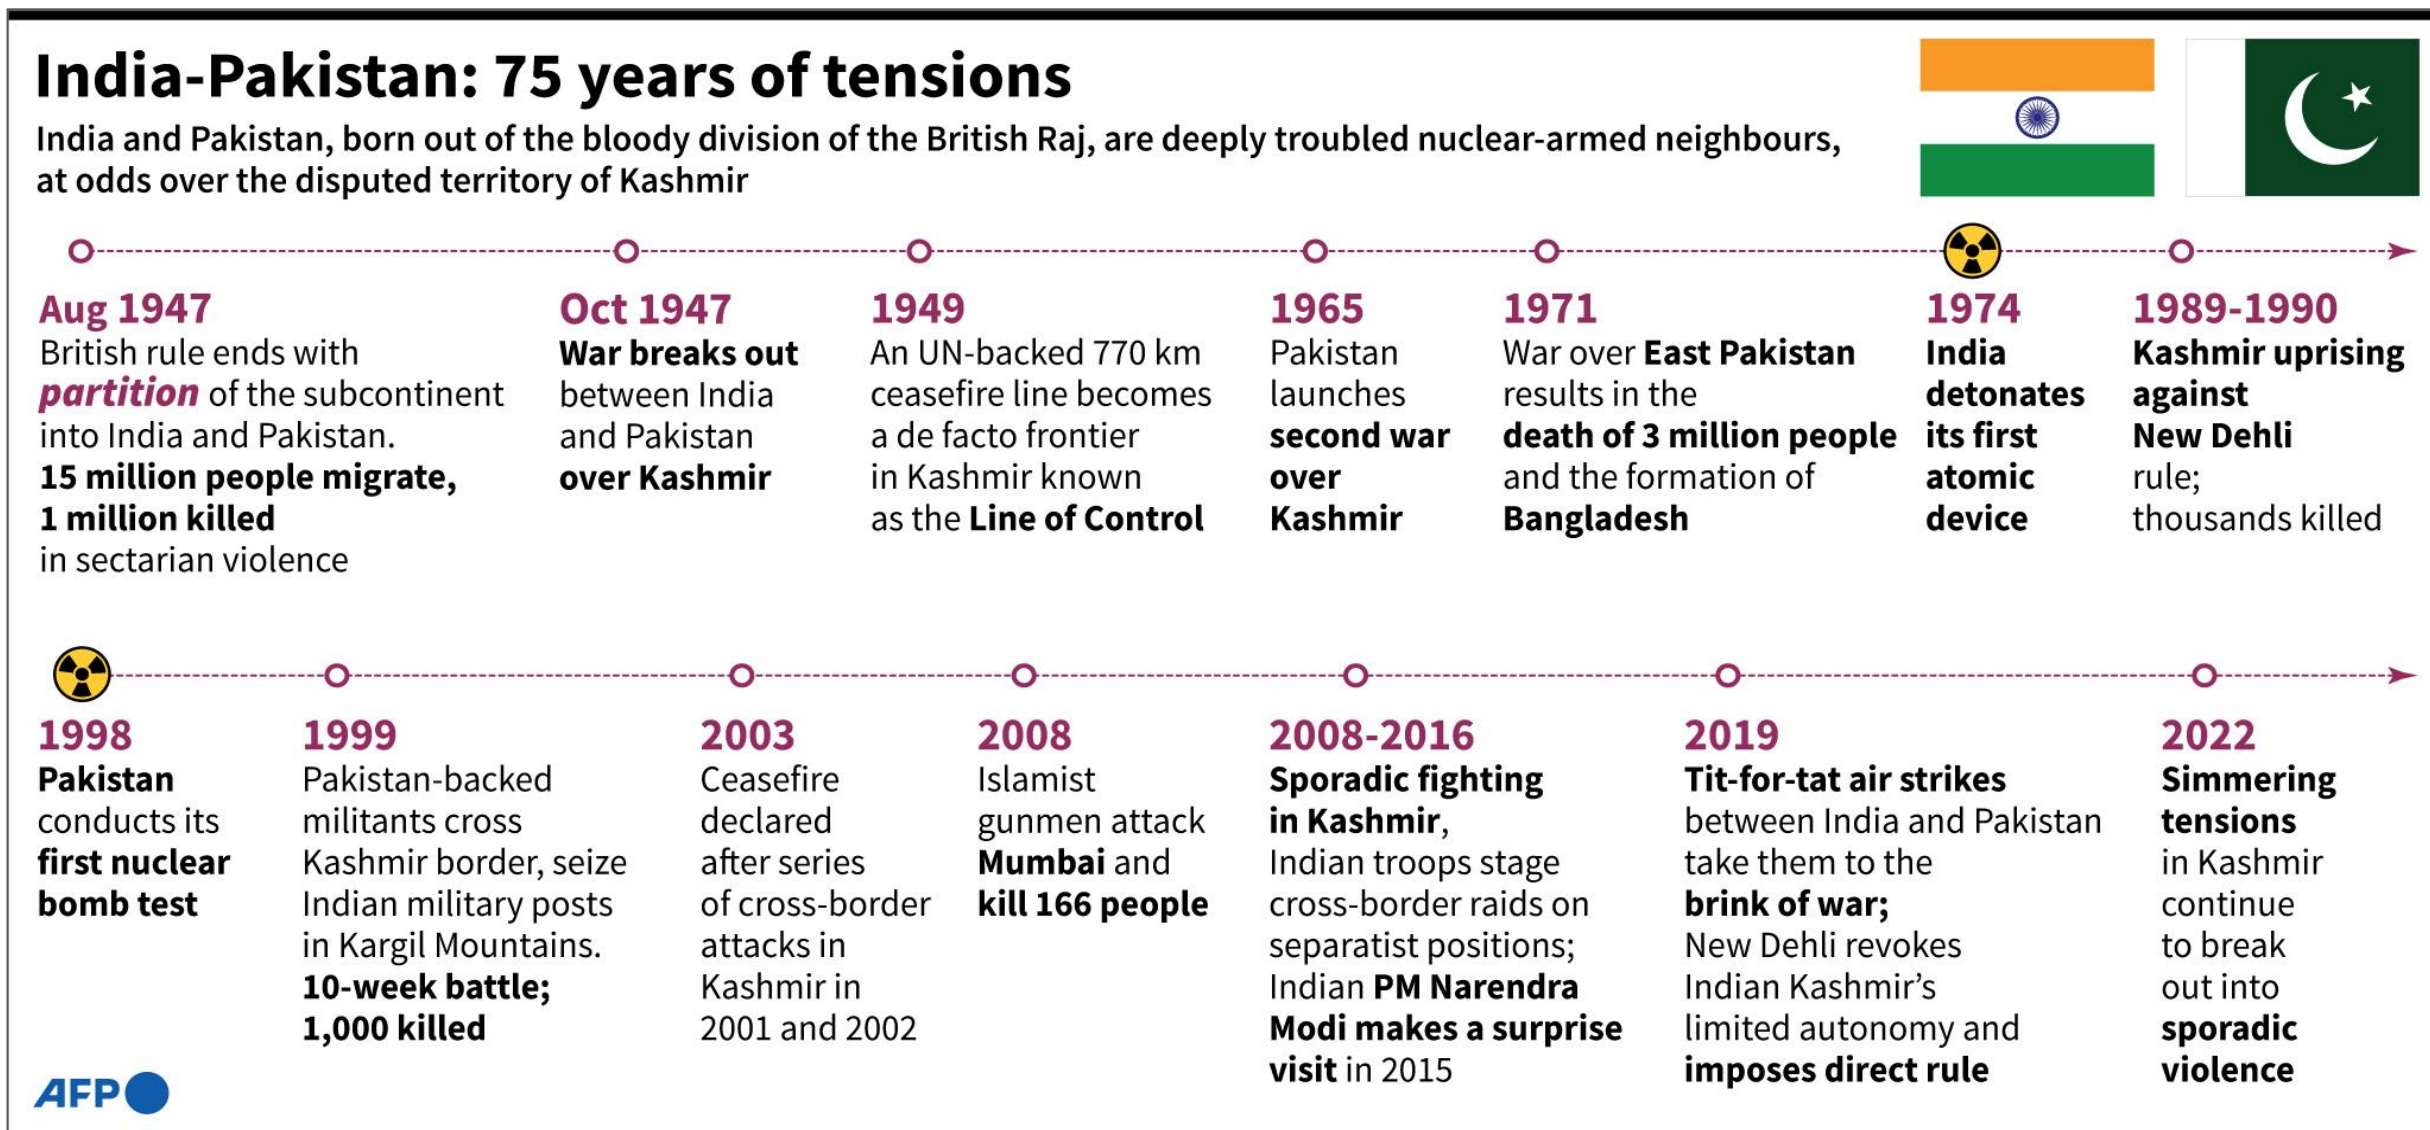 India-Pakistan: 75 years of tensions
India and Pakistan, born out of the bloody division of the British Raj, are deeply troubled nuclear-armed neighbours,
at odds over the disputed territory of Kashmir
Aug 1947
British rule ends with
partition of the subcontinent
into India and Pakistan.
15 million people migrate,
1 million killed
in sectarian violence
Oct 1947
War breaks out
between India
and Pakistan
over Kashmir
1949
An UN-backed 770 km
ceasefire line becomes
a de facto frontier
in Kashmir known
as the Line of Control
1965
Pakistan
launches
second war
over
Kashmir
1971
War over East Pakistan
results in the
death of 3 million people
and the formation of
Bangladesh
1974
India
detonates
its first
atomic
device
1989-1990
Kashmir uprising
against
New Dehli
rule;
thousands killed
1998
Pakistan
conducts its
first nuclear
bomb test
1999
Pakistan-backed
militants cross
Kashmir border, seize
Indian military posts
in Kargil Mountains.
10-week battle;
1,000 killed
2003
Ceasefire
declared
after series
of cross-border
attacks in
Kashmir in
2001 and 2002
2008
Islamist
gunmen attack
Mumbai and
kill 166 people
2008-2016
Sporadic fighting
in Kashmir,
Indian troops stage
cross-border raids on
separatist positions;
Indian PM Narendra
Modi makes a surprise
visit in 2015
2019
Tit-for-tat air strikes
between India and Pakistan
take them to the
brink of war;
New Dehli revokes
Indian Kashmir’s
limited autonomy and
imposes direct rule
2022
Simmering
tensions
in Kashmir
continue
to break
out into
sporadic
violence
AFP